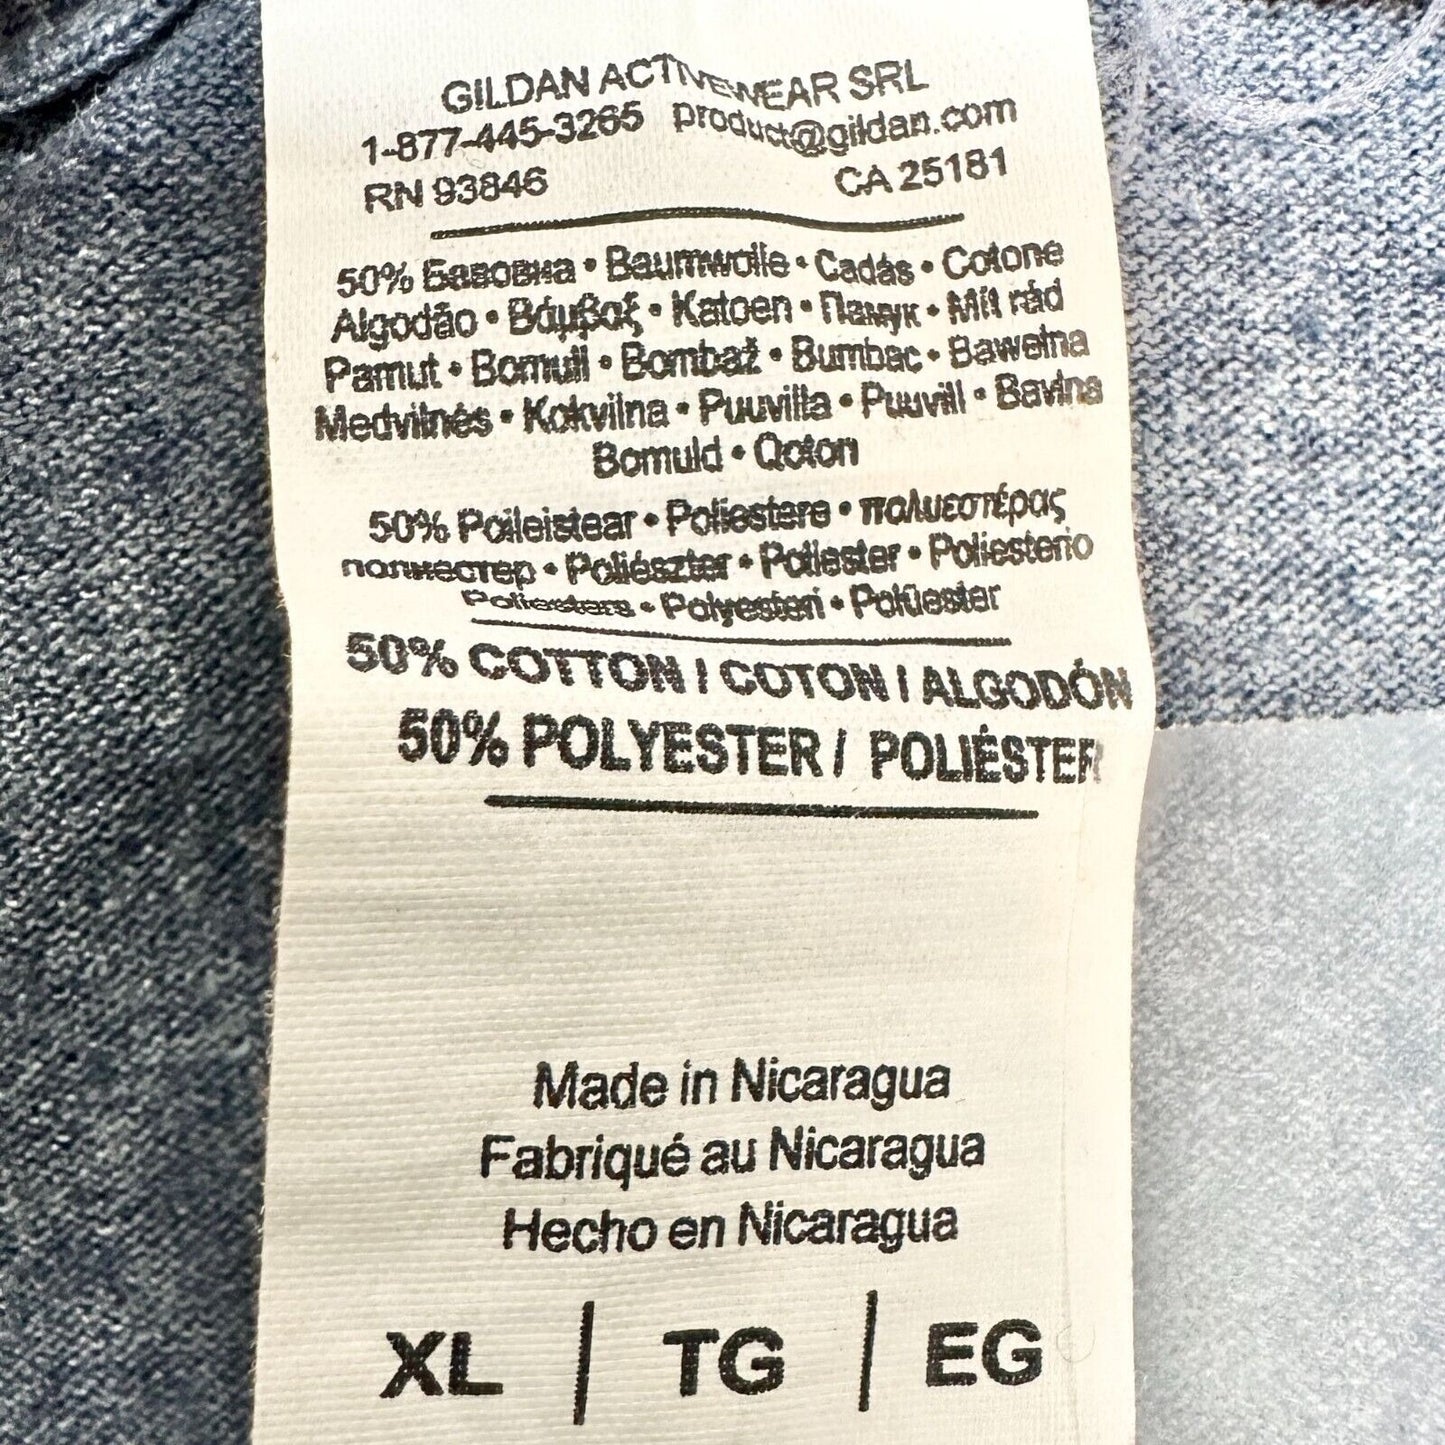 GILDAN ACTIVEWEAR SRL
1-877-445-3265 product@gildan.com
RN 93846 CA 25181
50% Бавовна • Baumwolle • Cadás • Cotone
Algodão • Βάμβαξ • Katoen • Памук • Mit rád
Pamut • Bomull • Bombaž • Bumbac • Bawełna
Medvilnės • Kokvilna • Puuvilla • Puuvill • Bavlna
Bomuld • Qoton
50% Poileistear • Poliestere • πολυεστέρας
полиестер • Poliészter • Poliester • Poliesterio
Poliesters • Polyesteri • Polüester
50% COTTON / COTON / ALGODÓN
50% POLYESTER / POLIÉSTER
Made in Nicaragua
Fabriqué au Nicaragua
Hecho en Nicaragua
XL | TG | EG